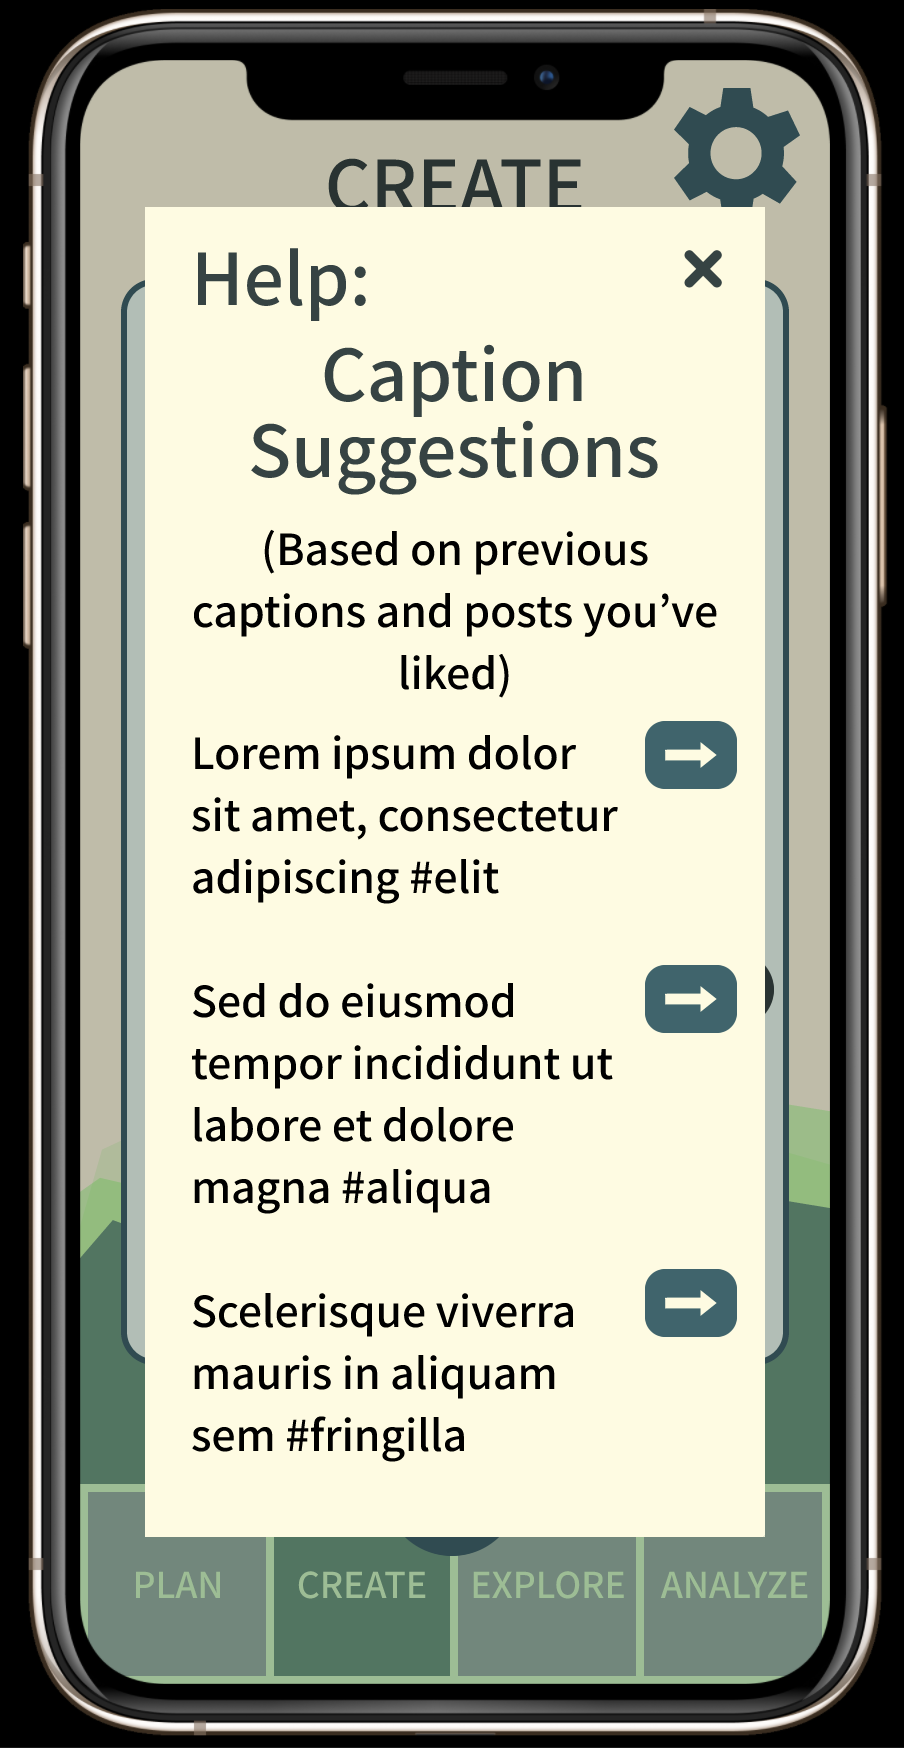 CREATE
Help:
Caption
Suggestions
(Based on previous
captions and posts you’ve
liked)
Lorem ipsum dolor
sit amet, consectetur
adipiscing #elit
Sed do eiusmod
tempor incididunt ut
labore et dolore
magna #aliqua
Scelerisque viverra
mauris in aliquam
sem #fringilla
PLAN
CREATE
EXPLORE
ANALYZE